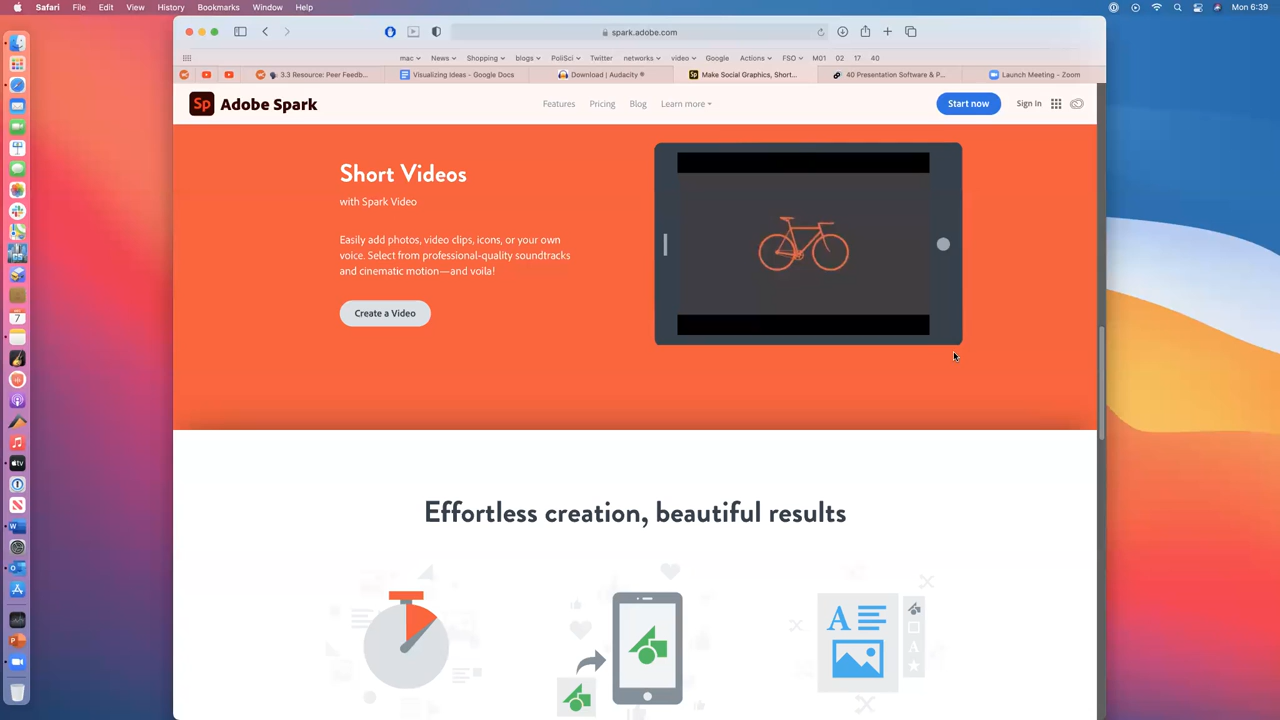 Safari File Edit View History Bookmarks Window Help Mon 6:39
spark.adobe.com
mac News Shopping blogs PoliSci Twitter networks video Google Actions FSO M01 02 17 40
3.3 Resource: Peer Feedb... Visualizing Ideas - Google Docs Download | Audacity ® Make Social Graphics, Short... 40 Presentation Software & P... Launch Meeting - Zoom
Sp Adobe Spark Features Pricing Blog Learn more Start now Sign In
Short Videos
with Spark Video
Easily add photos, video clips, icons, or your own
voice. Select from professional-quality soundtracks
and cinematic motion—and voila!
Create a Video
Effortless creation, beautiful results
A
A
7
W